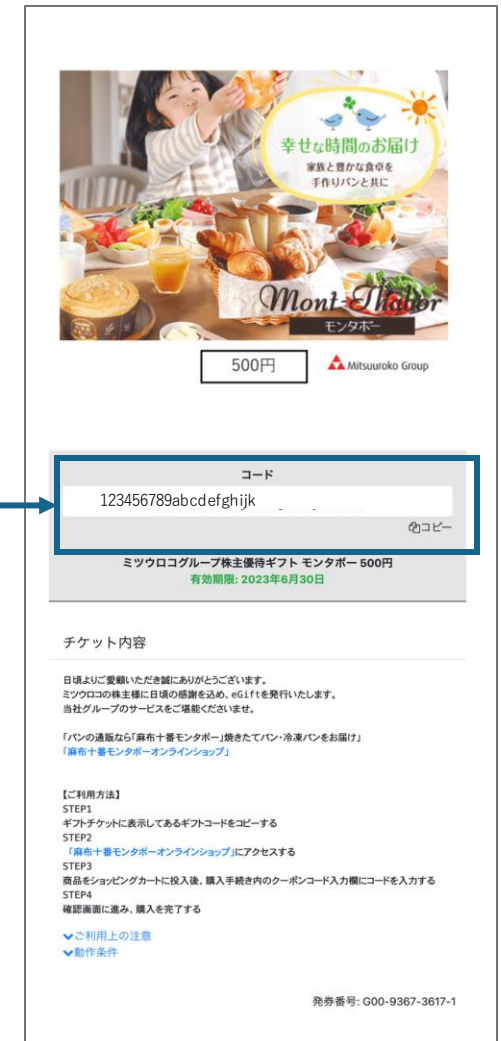 幸せな時間のお届け
家族と豊かな食卓を
手作りパンと共に
Mont-Thabor
モンタボー
500円
Mitsuuroko Group
コード
123456789abcdefghijk
コピー
ミツウロコグループ株主優待ギフト モンタボー 500円
有効期限: 2023年6月30日
チケット内容
日頃よりご愛顧いただき誠にありがとうございます。
ミツウロコの株主様に日頃の感謝を込め、eGiftを発行いたします。
当社グループのサービスをご堪能くださいませ。
「パンの通販なら「麻布十番モンタボー」焼きたてパン・冷凍パンをお届け」
「麻布十番モンタボーオンラインショップ」
【ご利用方法】
STEP1
ギフトチケットに表示してあるギフトコードをコピーする
STEP2
「麻布十番モンタボーオンラインショップ」にアクセスする
STEP3
商品をショッピングカートに投入後、購入手続き内のクーポンコード入力欄にコードを入力する
STEP4
確認画面に進み、購入を完了する
ご利用上の注意
動作条件
発券番号: G00-9367-3617-1